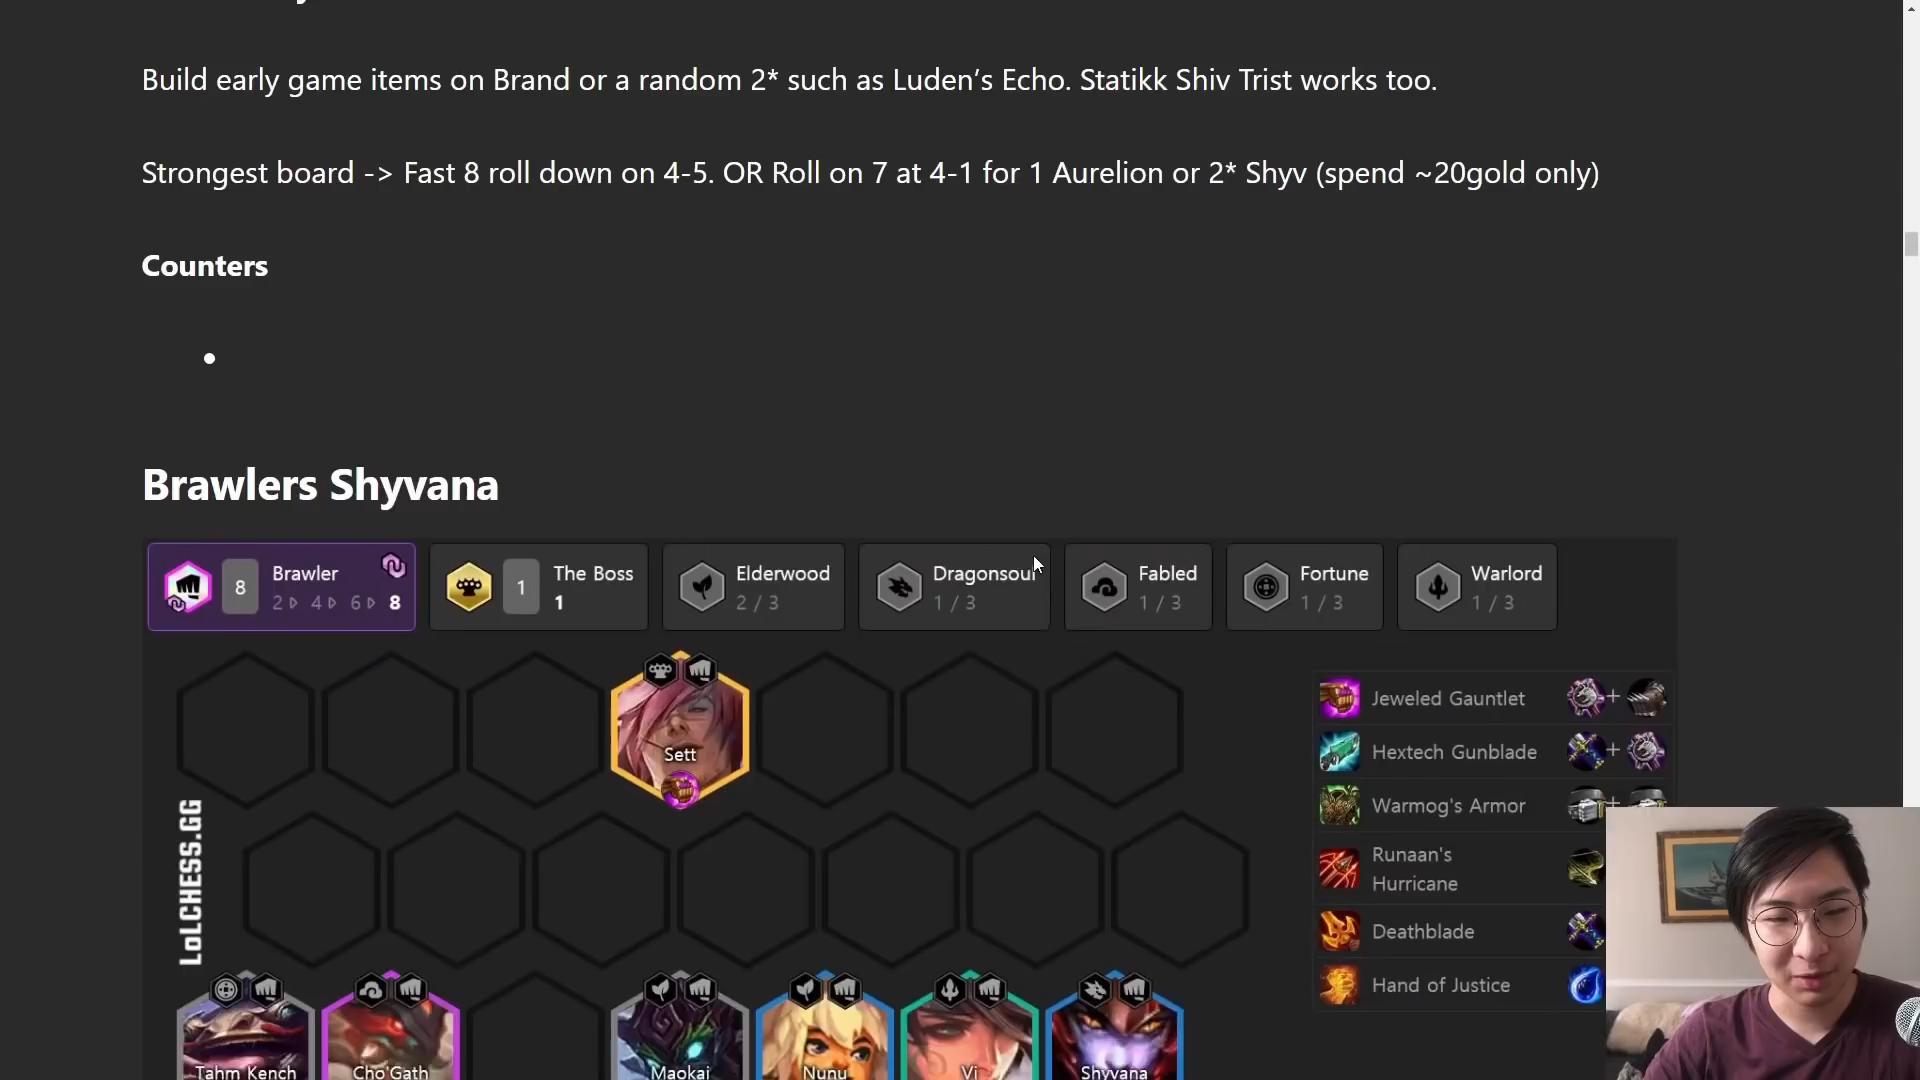 Build early game items on Brand or a random 2* such as Luden’s Echo. Statikk Shiv Trist works too.
Strongest board -> Fast 8 roll down on 4-5. OR Roll on 7 at 4-1 for 1 Aurelion or 2* Shyv (spend ~20gold only)
Counters
Brawlers Shyvana
8 Brawler 2 4 6 8
1 The Boss 1
Elderwood 2 / 3
Dragonsoul 1 / 3
Fabled 1 / 3
Fortune 1 / 3
Warlord 1 / 3
Sett
LoLCHESS.GG
Jeweled Gauntlet
+
Hextech Gunblade
+
Warmog's Armor
+
Runaan's
Hurricane
Deathblade
Hand of Justice
Tahm Kench
Cho'Gath
Maokai
Nunu
Vi
Shyvana